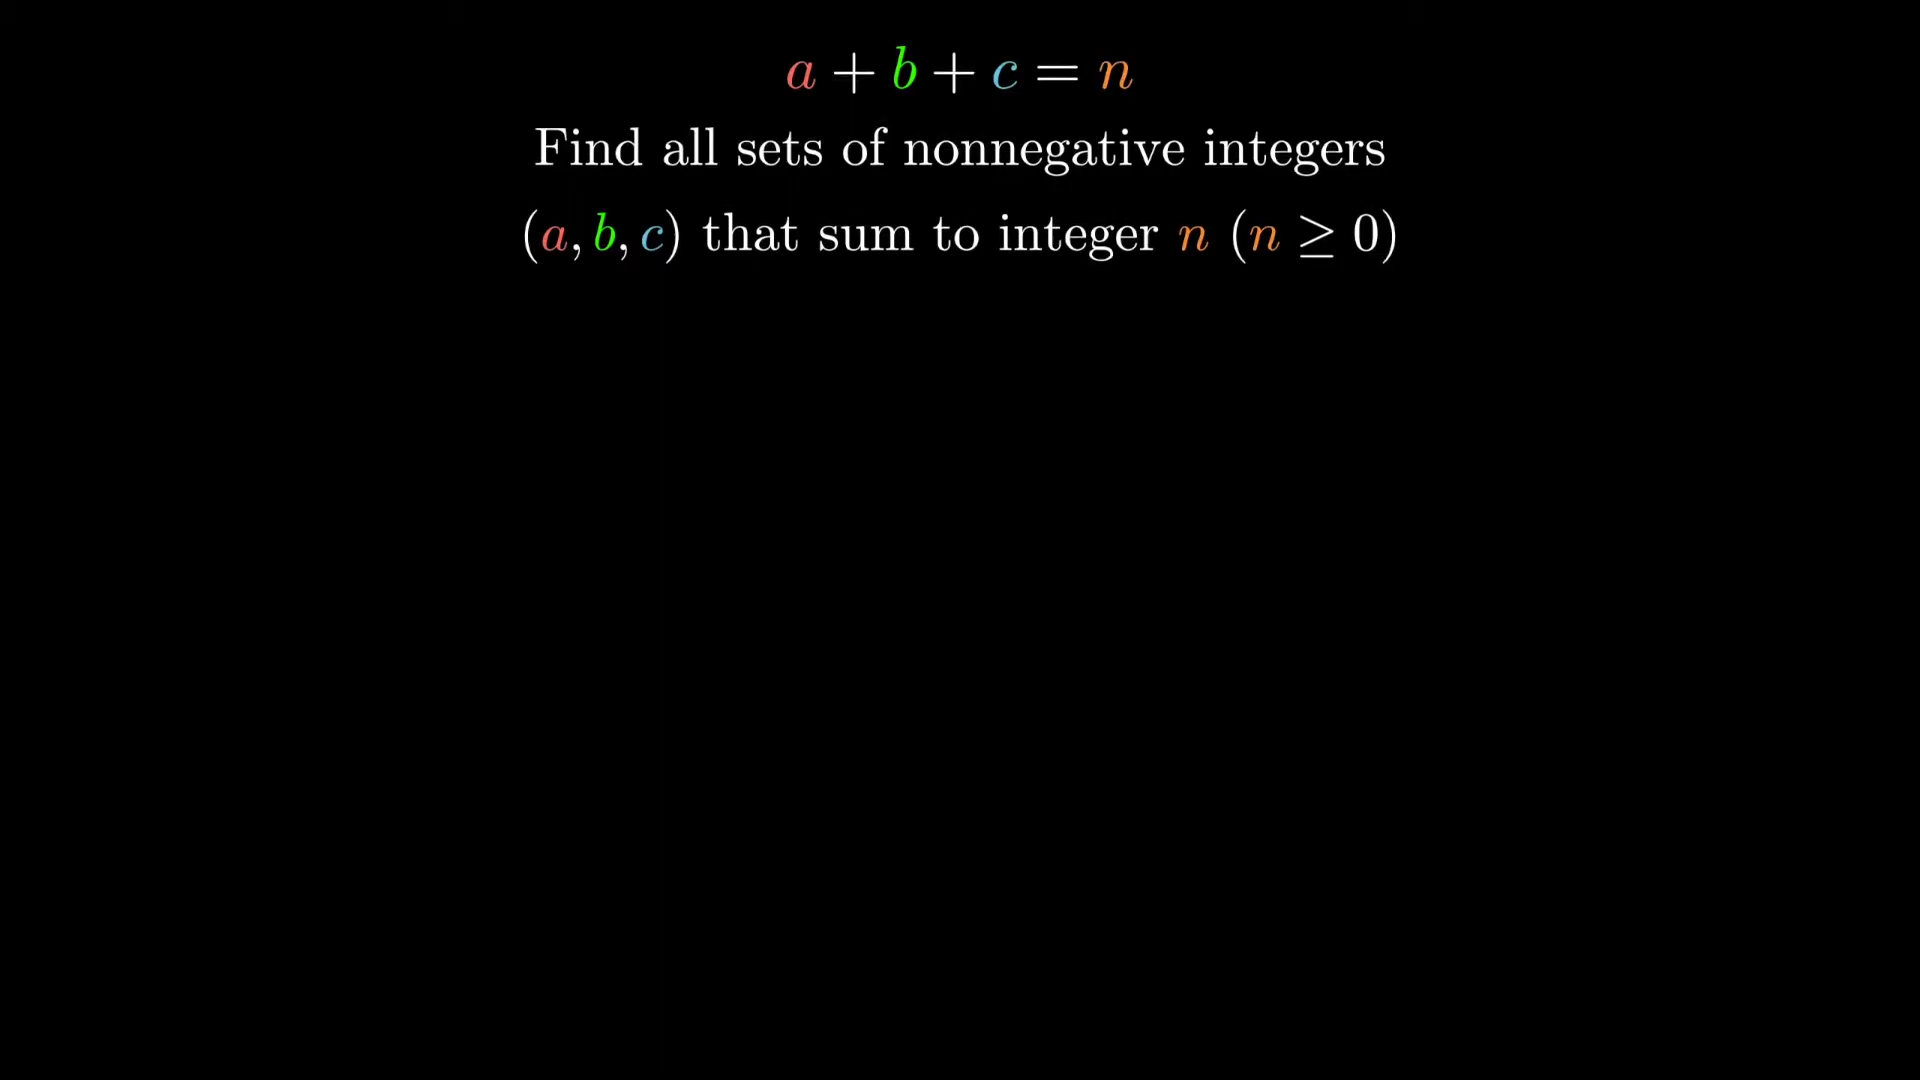 a + b + c = n
Find all sets of nonnegative integers
(a, b, c) that sum to integer n (n ≥ 0)